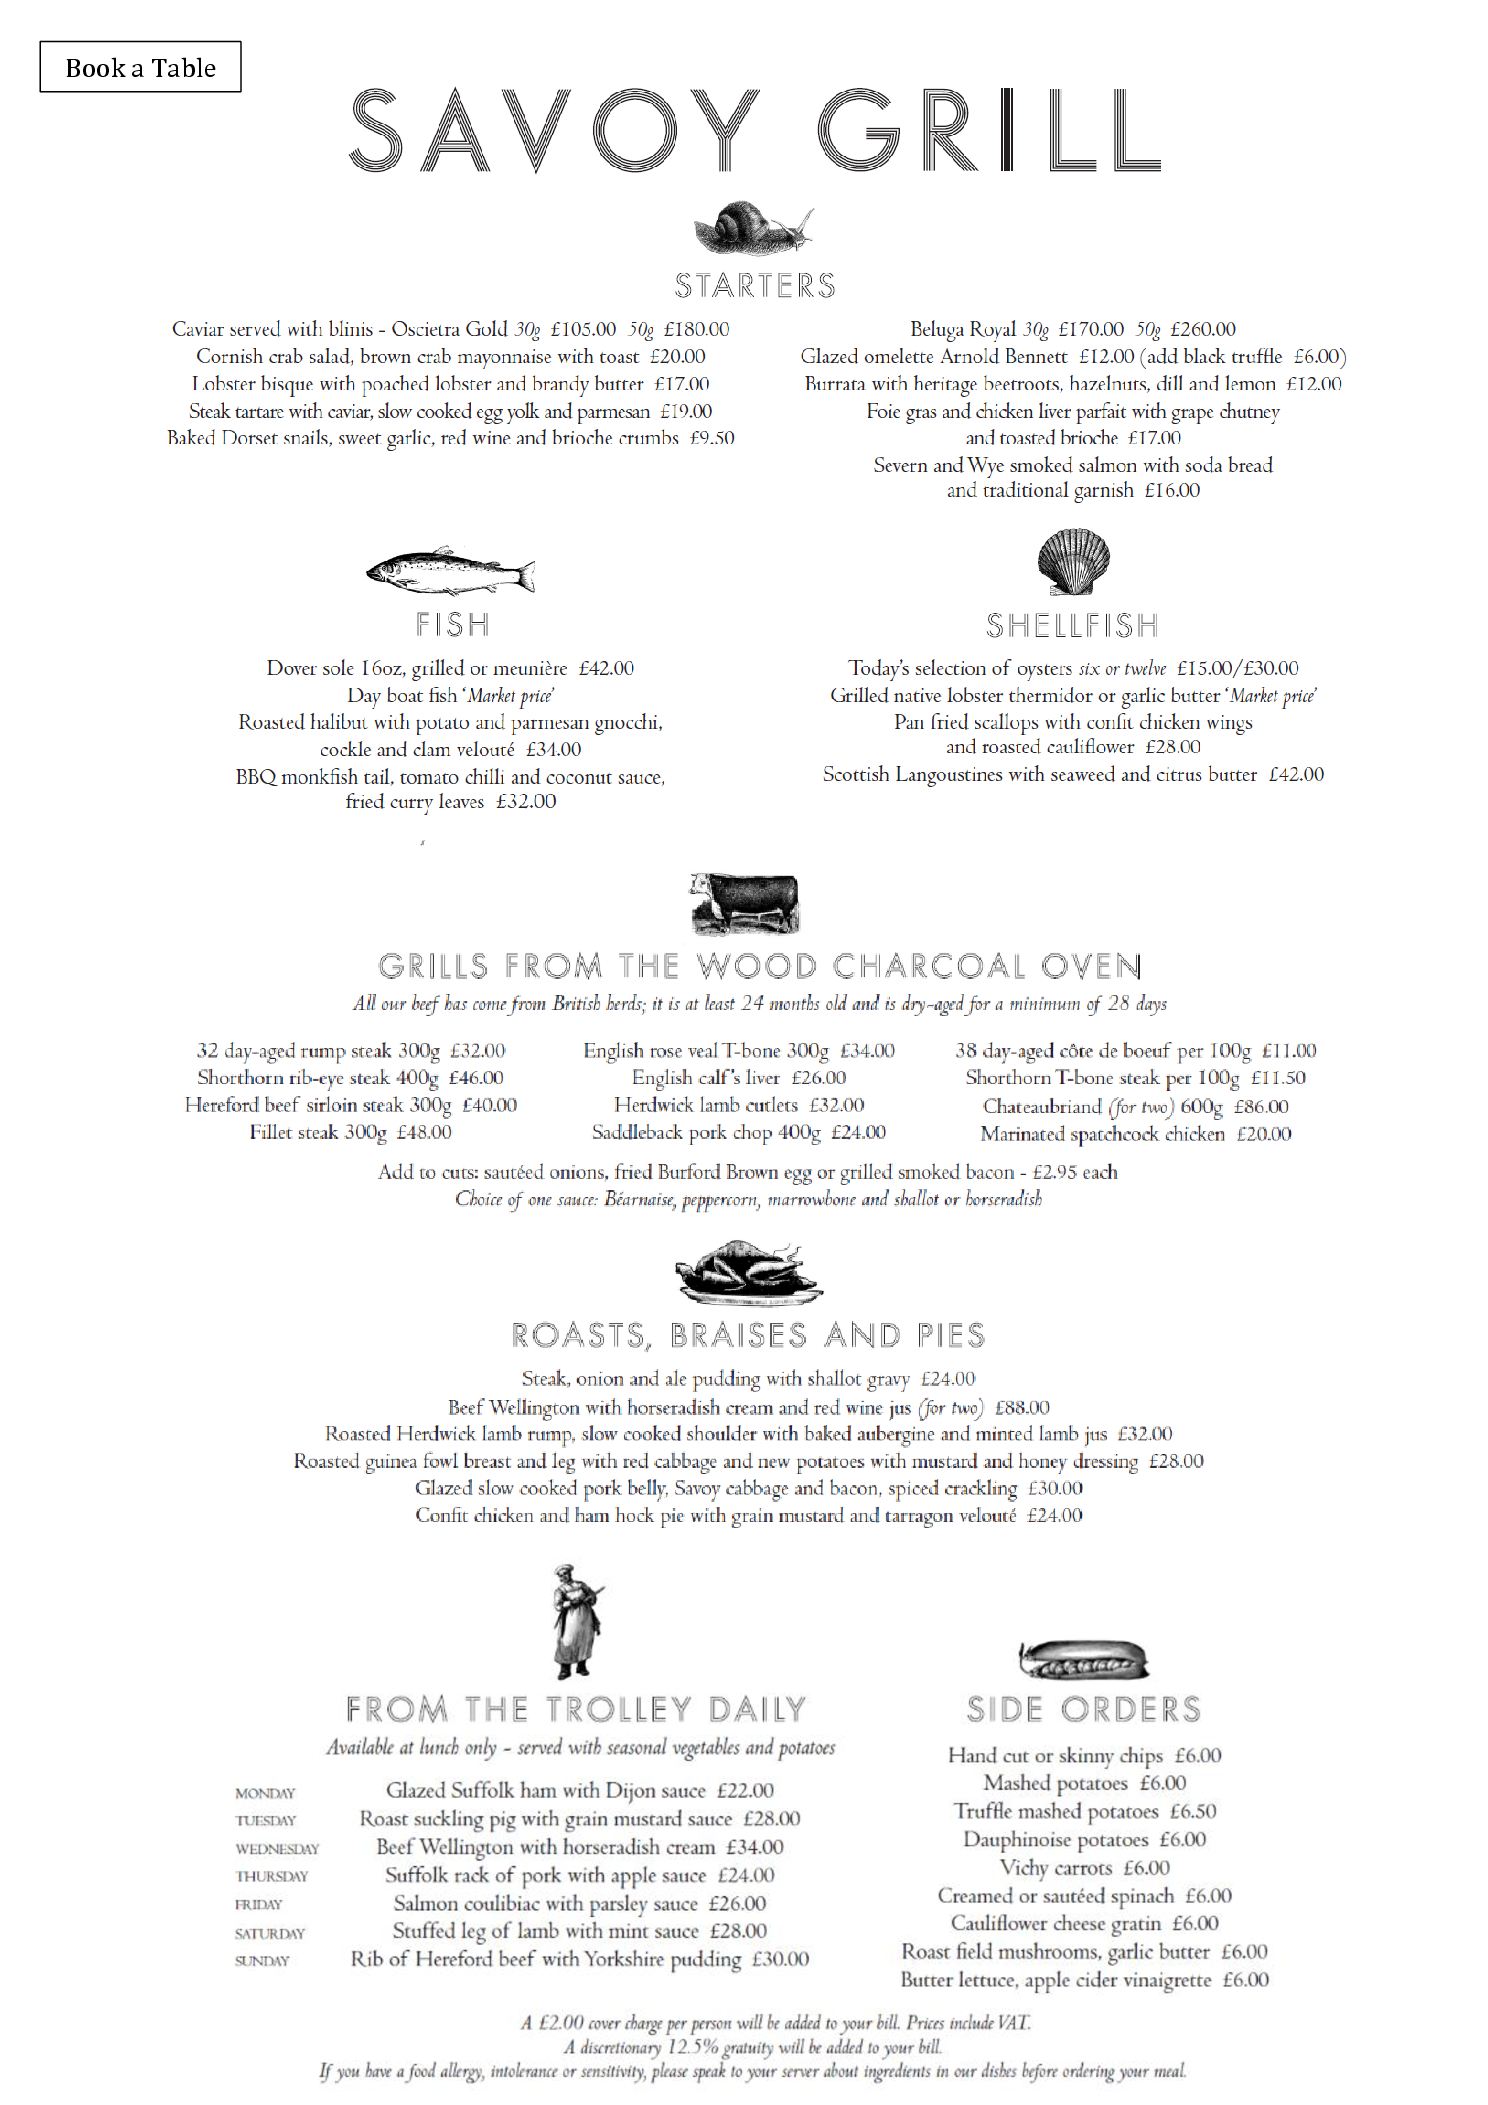 Book a Table
SAVOY GRILL
STARTERS
Caviar served with blinis - Oscietra Gold 30g £105.00 50g £180.00
Cornish crab salad, brown crab mayonnaise with toast £20.00
Lobster bisque with poached lobster and brandy butter £17.00
Steak tartare with caviar, slow cooked egg yolk and parmesan £19.00
Baked Dorset snails, sweet garlic, red wine and brioche crumbs £9.50
Beluga Royal 30g £170.00 50g £260.00
Glazed omelette Arnold Bennett £12.00 (add black truffle £6.00)
Burrata with heritage beetroots, hazelnuts, dill and lemon £12.00
Foie gras and chicken liver parfait with grape chutney
and toasted brioche £17.00
Severn and Wye smoked salmon with soda bread
and traditional garnish £16.00
FISH
Dover sole 16oz, grilled or meunière £42.00
Day boat fish ‘Market price’
Roasted halibut with potato and parmesan gnocchi,
cockle and clam velouté £34.00
BBQ monkfish tail, tomato chilli and coconut sauce,
fried curry leaves £32.00
SHELLFISH
Today’s selection of oysters six or twelve £15.00/£30.00
Grilled native lobster thermidor or garlic butter ‘Market price’
Pan fried scallops with confit chicken wings
and roasted cauliflower £28.00
Scottish Langoustines with seaweed and citrus butter £42.00
GRILLS FROM THE WOOD CHARCOAL OVEN
All our beef has come from British herds; it is at least 24 months old and is dry-aged for a minimum of 28 days
32 day-aged rump steak 300g £32.00
Shorthorn rib-eye steak 400g £46.00
Hereford beef sirloin steak 300g £40.00
Fillet steak 300g £48.00
English rose veal T-bone 300g £34.00
English calf’s liver £26.00
Herdwick lamb cutlets £32.00
Saddleback pork chop 400g £24.00
38 day-aged côte de boeuf per 100g £11.00
Shorthorn T-bone steak per 100g £11.50
Chateaubriand (for two) 600g £86.00
Marinated spatchcock chicken £20.00
Add to cuts: sautéed onions, fried Burford Brown egg or grilled smoked bacon - £2.95 each
Choice of one sauce: Béarnaise, peppercorn, marrowbone and shallot or horseradish
ROASTS, BRAISES AND PIES
Steak, onion and ale pudding with shallot gravy £24.00
Beef Wellington with horseradish cream and red wine jus (for two) £88.00
Roasted Herdwick lamb rump, slow cooked shoulder with baked aubergine and minted lamb jus £32.00
Roasted guinea fowl breast and leg with red cabbage and new potatoes with mustard and honey dressing £28.00
Glazed slow cooked pork belly, Savoy cabbage and bacon, spiced crackling £30.00
Confit chicken and ham hock pie with grain mustard and tarragon velouté £24.00
FROM THE TROLLEY DAILY
Available at lunch only - served with seasonal vegetables and potatoes
MONDAY Glazed Suffolk ham with Dijon sauce £22.00
TUESDAY Roast suckling pig with grain mustard sauce £28.00
WEDNESDAY Beef Wellington with horseradish cream £34.00
THURSDAY Suffolk rack of pork with apple sauce £24.00
FRIDAY Salmon coulibiac with parsley sauce £26.00
SATURDAY Stuffed leg of lamb with mint sauce £28.00
SUNDAY Rib of Hereford beef with Yorkshire pudding £30.00
SIDE ORDERS
Hand cut or skinny chips £6.00
Mashed potatoes £6.00
Truffle mashed potatoes £6.50
Dauphinoise potatoes £6.00
Vichy carrots £6.00
Creamed or sautéed spinach £6.00
Cauliflower cheese gratin £6.00
Roast field mushrooms, garlic butter £6.00
Butter lettuce, apple cider vinaigrette £6.00
A £2.00 cover charge per person will be added to your bill. Prices include VAT.
A discretionary 12.5% gratuity will be added to your bill.
If you have a food allergy, intolerance or sensitivity, please speak to your server about ingredients in our dishes before ordering your meal.